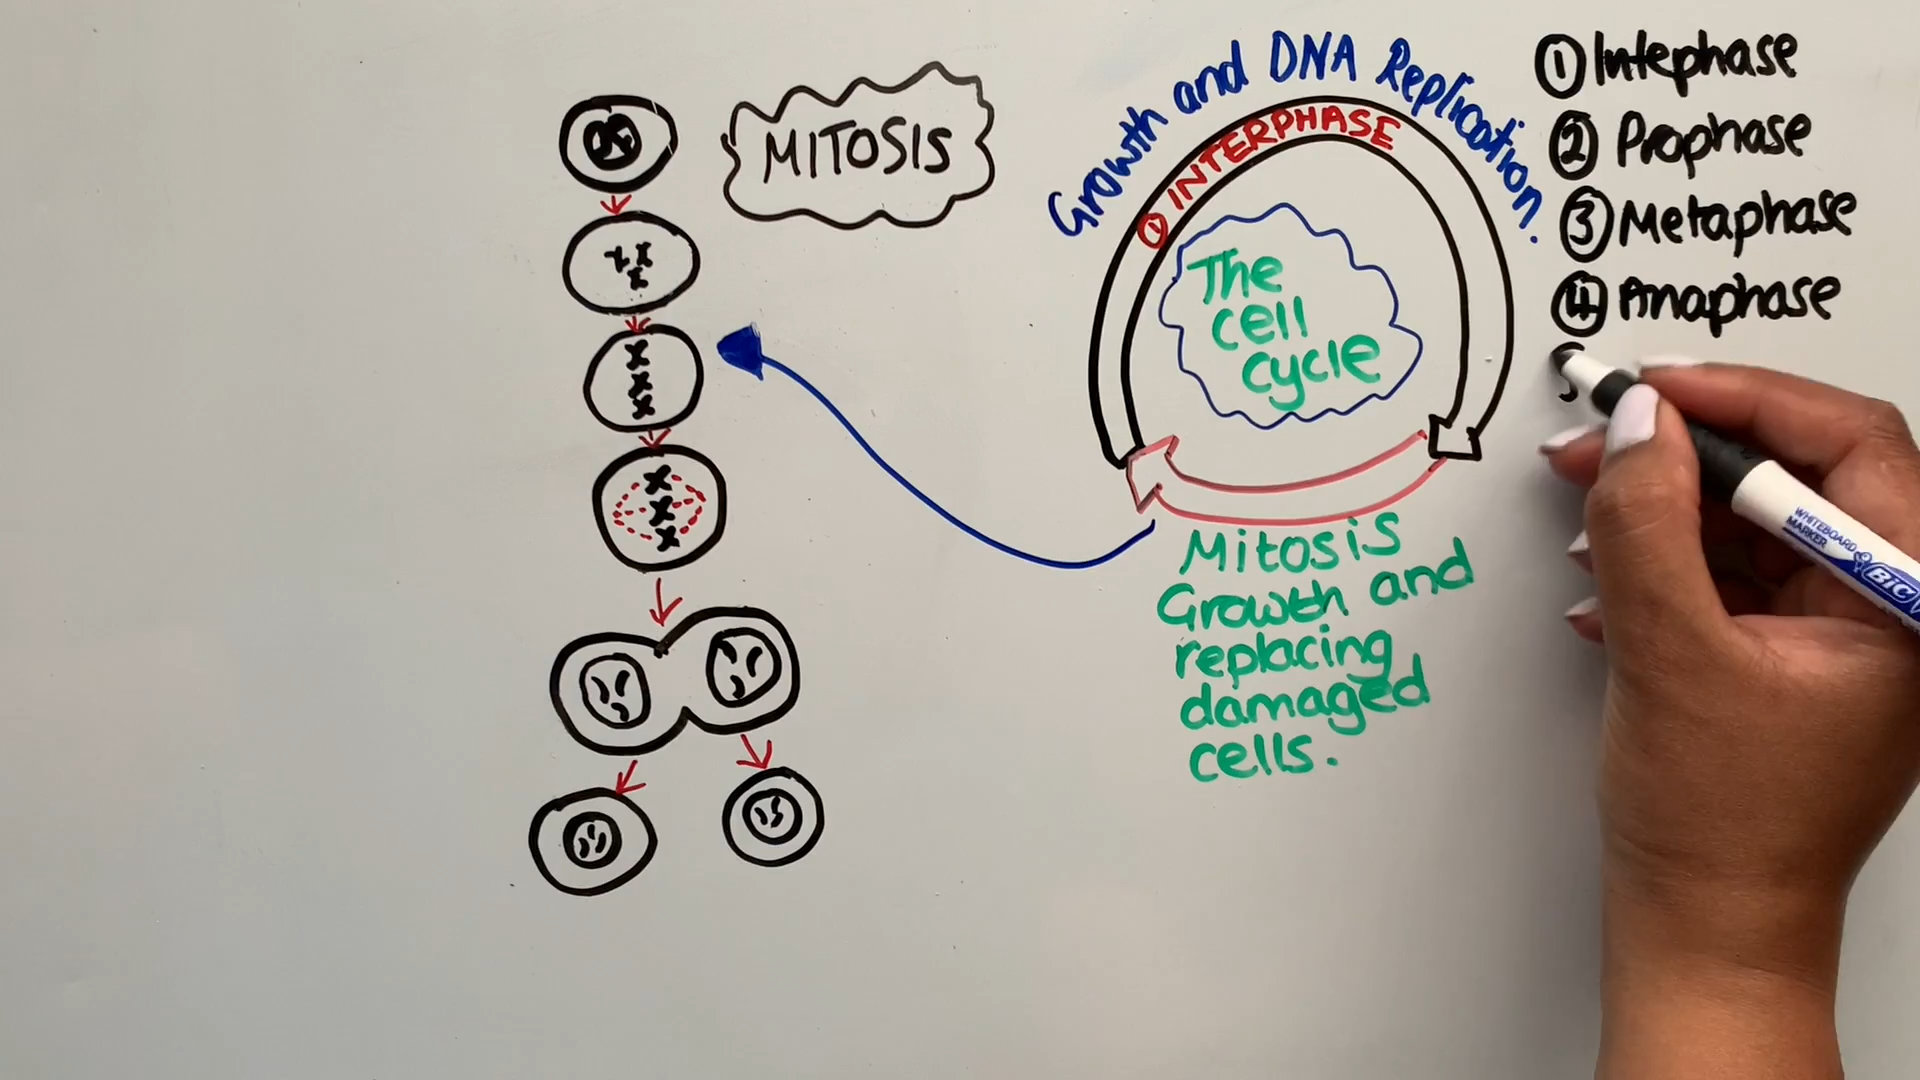 MITOSIS
Growth and DNA Replication.
① INTERPHASE
The
cell
cycle
Mitosis
Growth and
replacing
damaged
cells.
① Intephase
② Prophase
③ Metaphase
④ Anaphase
5
WHITEBOARD
MARKER
BIC